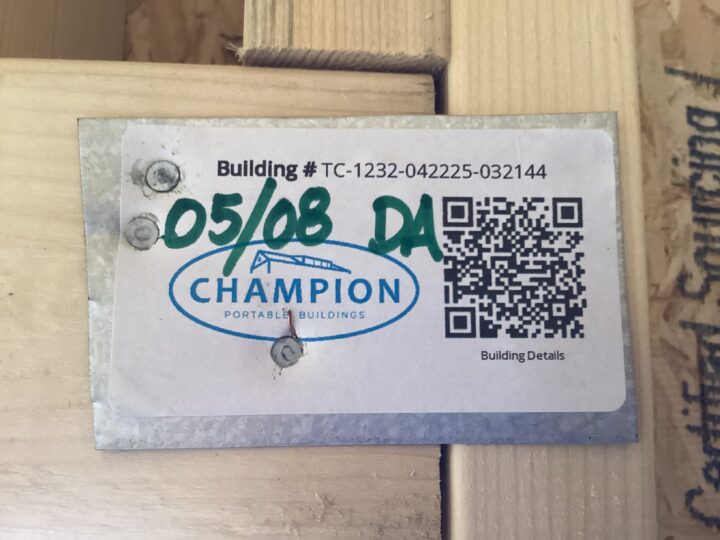 Building # TC-1232-042225-032144
05/08 DA
CHAMPION
PORTABLE BUILDINGS
Building Details
Certified Sourcing